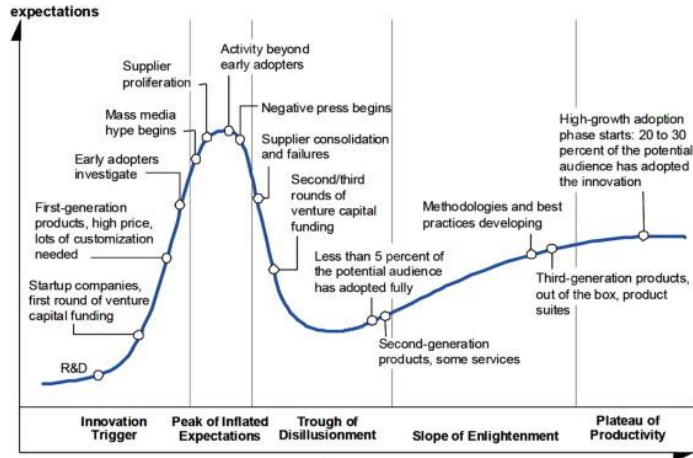 expectations
Activity beyond
early adopters
Supplier
proliferation
Negative press begins
Mass media
hype begins
High-growth adoption
phase starts: 20 to 30
percent of the potential
audience has adopted
the innovation
Supplier consolidation
and failures
Early adopters
investigate
Second/third
rounds of
venture capital
funding
Methodologies and best
practices developing
First-generation
products, high price,
lots of customization
needed
Less than 5 percent of
the potential audience
has adopted fully
Third-generation products,
out of the box, product
suites
Startup companies,
first round of venture
capital funding
Second-generation
products, some services
R&D
Innovation
Trigger
Peak of Inflated
Expectations
Trough of
Disillusionment
Slope of Enlightenment
Plateau of
Productivity